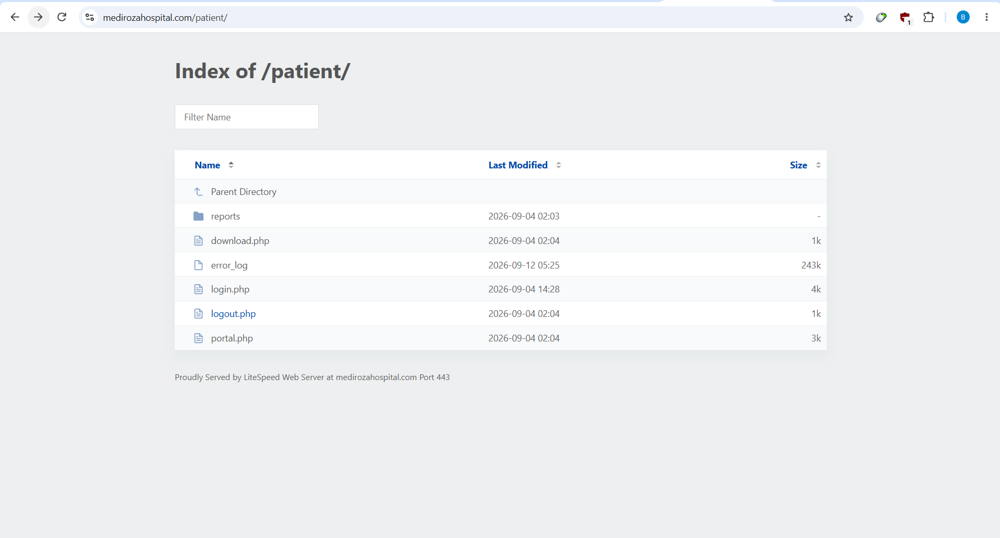 medirozahospital.com/patient/
1
B
Index of /patient/
Filter Name
Name Last Modified Size
Parent Directory
reports 2026-09-04 02:03 -
download.php 2026-09-04 02:04 1k
error_log 2026-09-12 05:25 243k
login.php 2026-09-04 14:28 4k
logout.php 2026-09-04 02:04 1k
portal.php 2026-09-04 02:04 3k
Proudly Served by LiteSpeed Web Server at medirozahospital.com Port 443